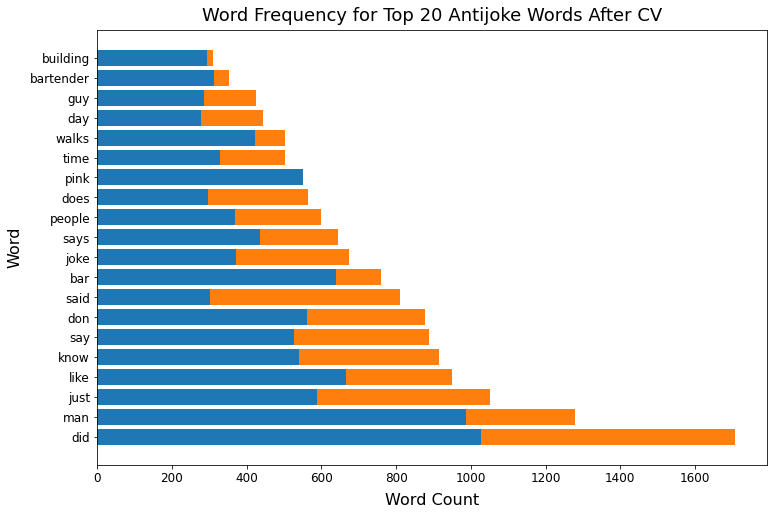 Word Frequency for Top 20 Antijoke Words After CV
building
bartender
guy
day
walks
time
pink
does
people
says
joke
bar
said
don
say
know
like
just
man
did
Word
0 200 400 600 800 1000 1200 1400 1600
Word Count